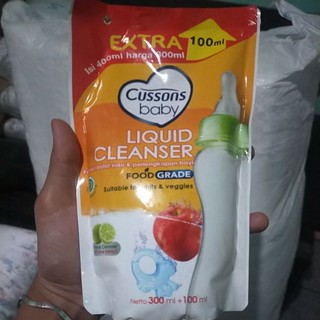 EXTRA 100ml
Isi 400ml harga 300ml
Cussons
baby
LIQUID
CLEANSER
FOOD GRADE
Suitable for & veggies
Netto 300 ml + 100 ml